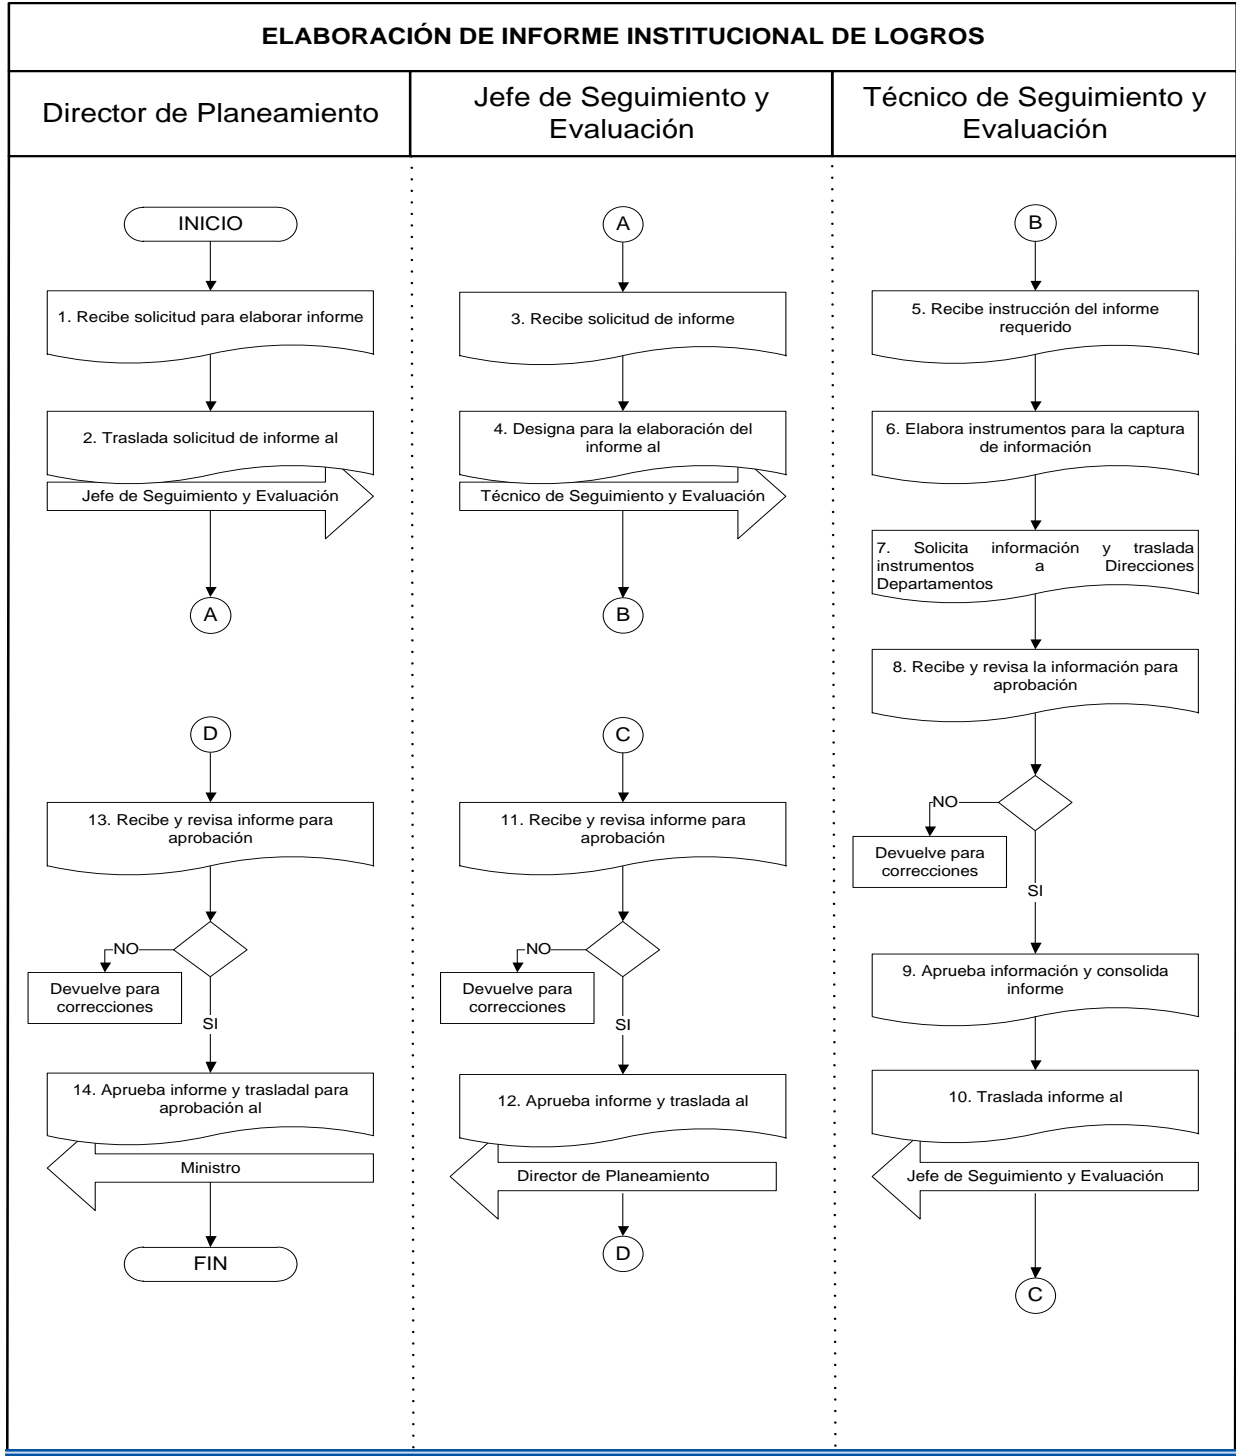 ELABORACIÓN DE INFORME INSTITUCIONAL DE LOGROS
Director de Planeamiento
Jefe de Seguimiento y
Evaluación
Técnico de Seguimiento y
Evaluación
INICIO
1. Recibe solicitud para elaborar informe
2. Traslada solicitud de informe al
Jefe de Seguimiento y Evaluación
A
D
13. Recibe y revisa informe para
aprobación
NO
Devuelve para
correcciones
SI
14. Aprueba informe y trasladal para
aprobación al
Ministro
FIN
A
3. Recibe solicitud de informe
4. Designa para la elaboración del
informe al
Técnico de Seguimiento y Evaluación
B
C
11. Recibe y revisa informe para
aprobación
NO
Devuelve para
correcciones
SI
12. Aprueba informe y traslada al
Director de Planeamiento
D
B
5. Recibe instrucción del informe
requerido
6. Elabora instrumentos para la captura
de información
7. Solicita información y traslada
instrumentos a Direcciones
Departamentos
8. Recibe y revisa la información para
aprobación
NO
Devuelve para
correcciones
SI
9. Aprueba información y consolida
informe
10. Traslada informe al
Jefe de Seguimiento y Evaluación
C